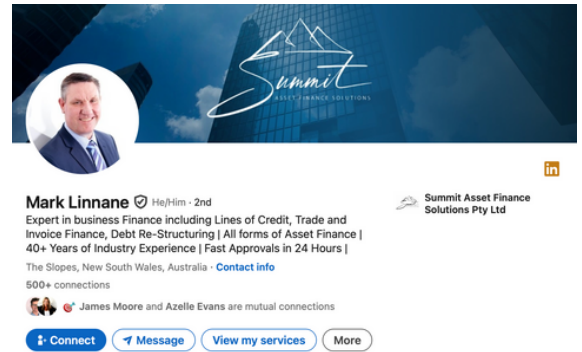 Summit
ASSET FINANCE SOLUTIONS
in
Mark Linnane He/Him · 2nd
Expert in business Finance including Lines of Credit, Trade and
Invoice Finance, Debt Re-Structuring | All forms of Asset Finance |
40+ Years of Industry Experience | Fast Approvals in 24 Hours |
Summit Asset Finance
Solutions Pty Ltd
The Slopes, New South Wales, Australia · Contact info
500+ connections
James Moore and Azelle Evans are mutual connections
Connect Message View my services More